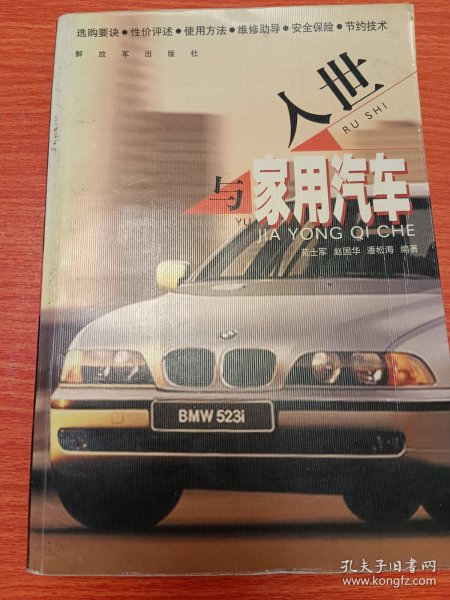 选购要诀●性价评述●使用方法●维修助导●安全保险●节约技术
解放军出版社
入世
RU SHI
与家用汽车
YU
JIA YONG QI CHE
苑士军 赵国华 潘松海 编著
BMW 523i
孔夫子旧书网
www.kongfz.com